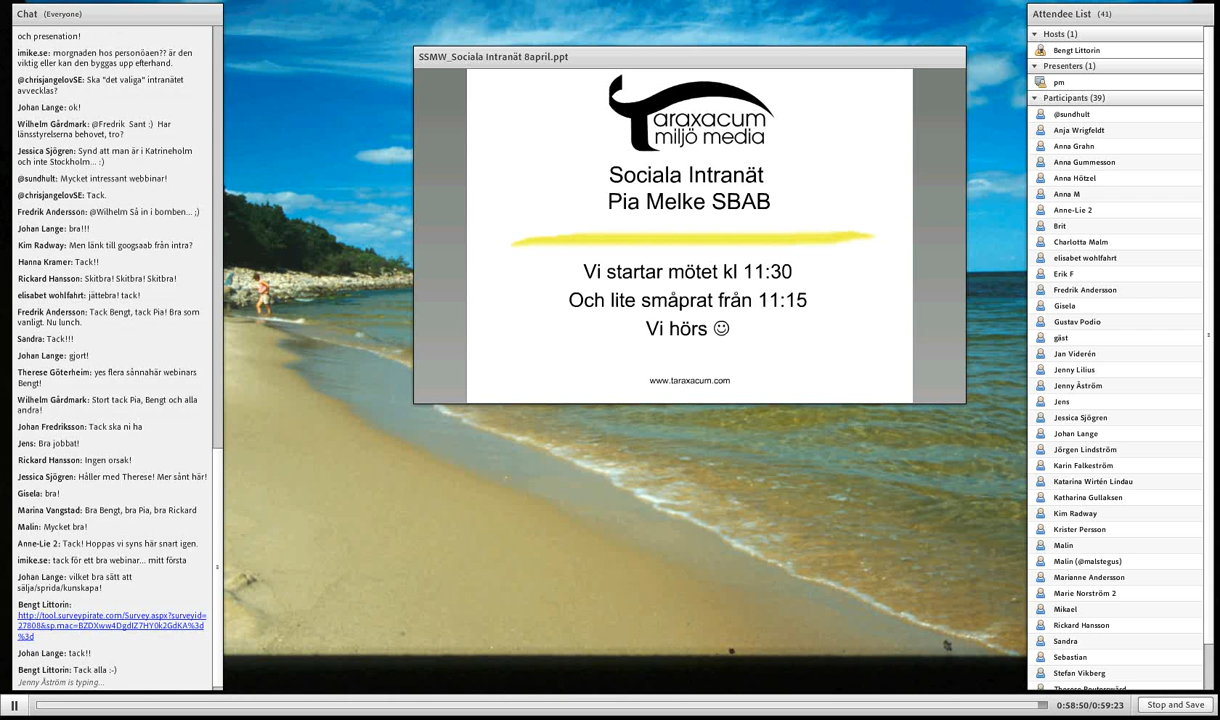 Chat (Everyone)
och presenation!
imike.se: morgnaden hos personöaen?? är den
viktig eller kan den byggas upp efterhand.
@chrisjangelovSE: Ska "det valiga" intranätet
avvecklas?
Johan Lange: ok!
Wilhelm Gårdmark: @Fredrik Sant :) Har
länsstyrelserna behovet, tro?
Jessica Sjögren: Synd att man är i Katrineholm
och inte Stockholm... :)
@sundhult: Mycket intressant webbinar!
@chrisjangelovSE: Tack.
Fredrik Andersson: @Wilhelm Så in i bomben... ;)
Johan Lange: bra!!!
Kim Radway: Men länk till googsaab från intra?
Hanna Kramer: Tack!!
Rickard Hansson: Skitbra! Skitbra! Skitbra!
elisabet wohlfahrt: jättebra! tack!
Fredrik Andersson: Tack Bengt, tack Pia! Bra som
vanligt. Nu lunch.
Sandra: Tack!!!
Johan Lange: gjort!
Therese Göterheim: yes flera sånnahär webinars
Bengt!
Wilhelm Gårdmark: Stort tack Pia, Bengt och alla
andra!
Johan Fredriksson: Tack ska ni ha
Jens: Bra jobbat!
Rickard Hansson: Ingen orsak!
Jessica Sjögren: Håller med Therese! Mer sånt här!
Gisela: bra!
Marina Vangstad: Bra Bengt, bra Pia, bra Rickard
Malin: Mycket bra!
Anne-Lie 2: Tack! Hoppas vi syns här snart igen.
imike.se: tack för ett bra webinar... mitt första
Johan Lange: vilket bra sätt att
sälja/sprida/kunskapa!
Bengt Littorin:
http://tool.surveypirate.com/Survey.aspx?surveyid=
27808&sp.mac=BZDXww4DgdIZ7HY0k2GdKA%3d
%3d
Johan Lange: tack!!
Bengt Littorin: Tack alla :-)
Jenny Åström is typing...
SSMW_Sociala Intranät 8april.ppt
Taraxacum
miljö media
Sociala Intranät
Pia Melke SBAB
Vi startar mötet kl 11:30
Och lite småprat från 11:15
Vi hörs ☺
www.taraxacum.com
Attendee List (41)
Hosts (1)
Bengt Littorin
Presenters (1)
pm
Participants (39)
@sundhult
Anja Wrigfeldt
Anna Grahn
Anna Gummesson
Anna Hötzel
Anna M
Anne-Lie 2
Brit
Charlotta Malm
elisabet wohlfahrt
Erik F
Fredrik Andersson
Gisela
Gustav Podio
gäst
Jan Viderén
Jenny Lilius
Jenny Åström
Jens
Jessica Sjögren
Johan Lange
Jörgen Lindström
Karin Falkeström
Katarina Wirtén Lindau
Katharina Gullaksen
Kim Radway
Krister Persson
Malin
Malin (@malstegus)
Marianne Andersson
Marie Norström 2
Mikael
Rickard Hansson
Sandra
Sebastian
Stefan Vikberg
0:58:50/0:59:23
Stop and Save